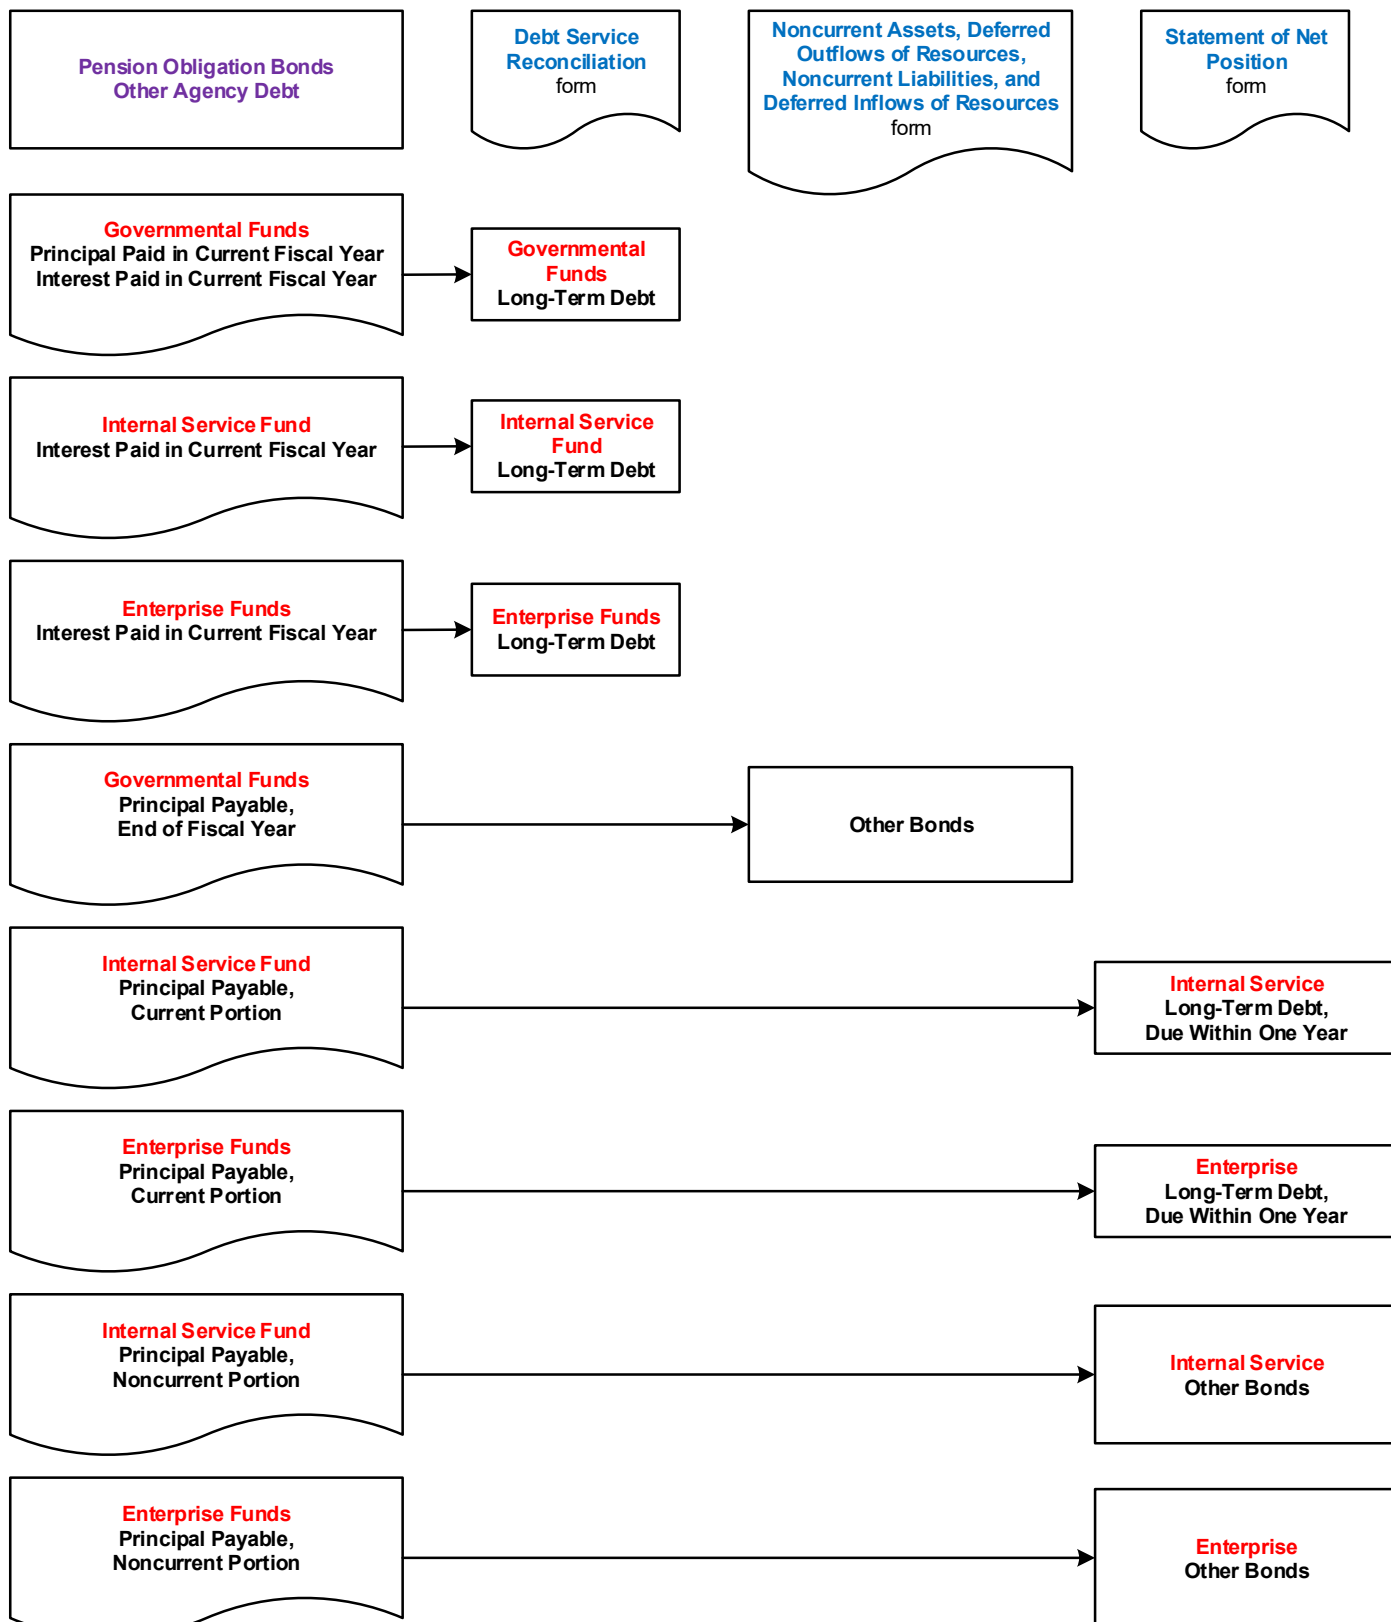 Pension Obligation Bonds
Other Agency Debt
Debt Service
Reconciliation
form
Noncurrent Assets, Deferred
Outflows of Resources,
Noncurrent Liabilities, and
Deferred Inflows of Resources
form
Statement of Net
Position
form
Governmental Funds
Principal Paid in Current Fiscal Year
Interest Paid in Current Fiscal Year
Governmental
Funds
Long-Term Debt
Internal Service Fund
Interest Paid in Current Fiscal Year
Internal Service
Fund
Long-Term Debt
Enterprise Funds
Interest Paid in Current Fiscal Year
Enterprise Funds
Long-Term Debt
Governmental Funds
Principal Payable,
End of Fiscal Year
Other Bonds
Internal Service Fund
Principal Payable,
Current Portion
Internal Service
Long-Term Debt,
Due Within One Year
Enterprise Funds
Principal Payable,
Current Portion
Enterprise
Long-Term Debt,
Due Within One Year
Internal Service Fund
Principal Payable,
Noncurrent Portion
Internal Service
Other Bonds
Enterprise Funds
Principal Payable,
Noncurrent Portion
Enterprise
Other Bonds